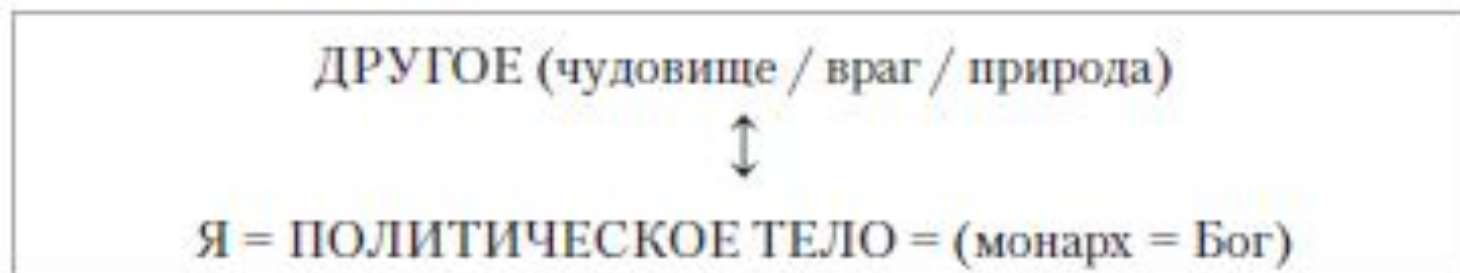 ДРУГОЕ (чудовище / враг / природа)
↕
Я = ПОЛИТИЧЕСКОЕ ТЕЛО = (монарх = Бог)